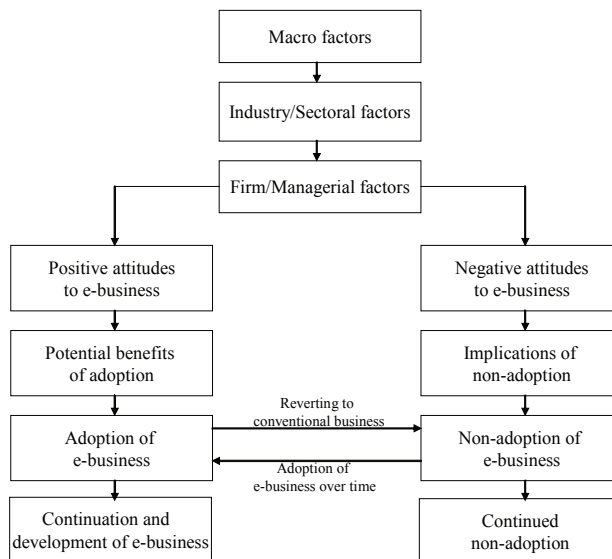 Macro factors
Industry/Sectoral factors
Firm/Managerial factors
Positive attitudes
to e-business
Negative attitudes
to e-business
Potential benefits
of adoption
Implications of
non-adoption
Reverting to
conventional business
Adoption of
e-business
Non-adoption of
e-business
Adoption of
e-business over time
Continuation and
development of e-business
Continued
non-adoption